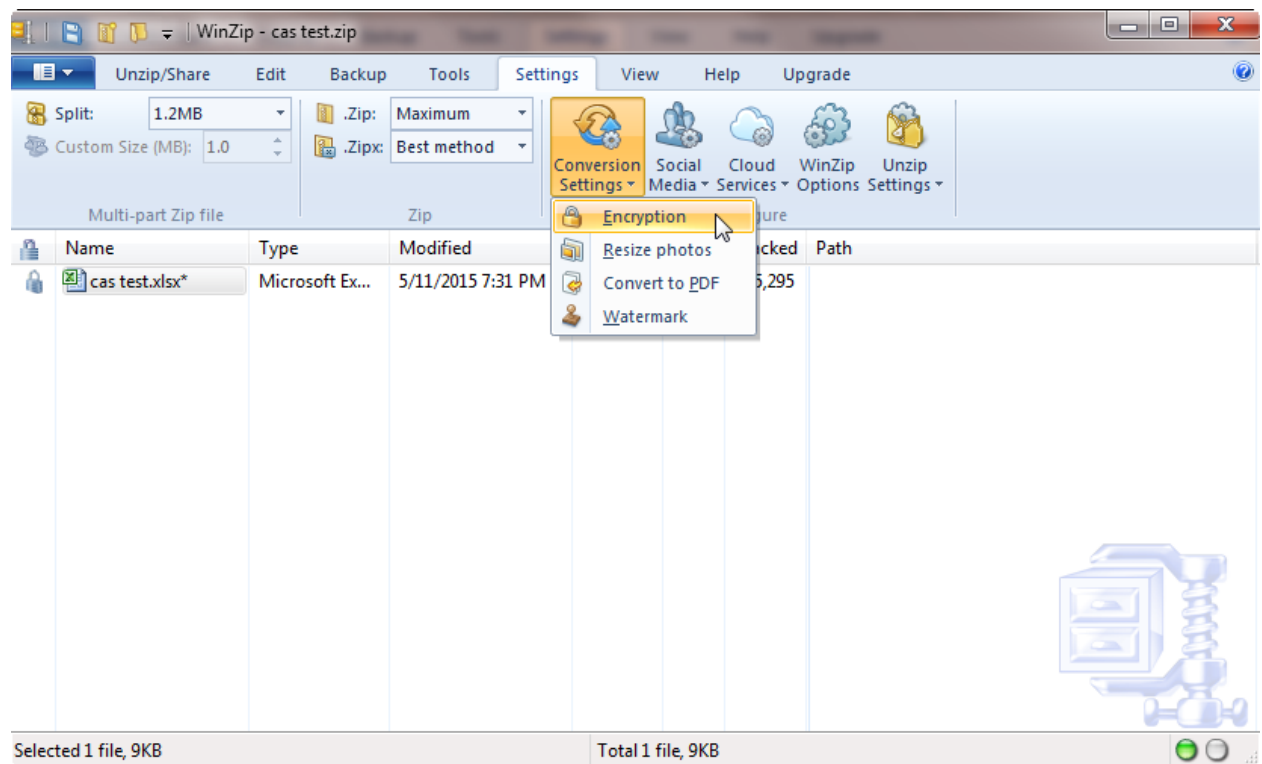 WinZip - cas test.zip
Unzip/Share Edit Backup Tools Settings View Help Upgrade
Split: 1.2MB .Zip: Maximum
Custom Size (MB): 1.0 .Zipx: Best method
Conversion Settings Social Media Cloud Services WinZip Options Unzip Settings
Multi-part Zip file Zip
Encryption
Resize photos
Convert to PDF
Watermark
Name Type Modified Path
cas test.xlsx* Microsoft Ex... 5/11/2015 7:31 PM 5,295
Selected 1 file, 9KB Total 1 file, 9KB